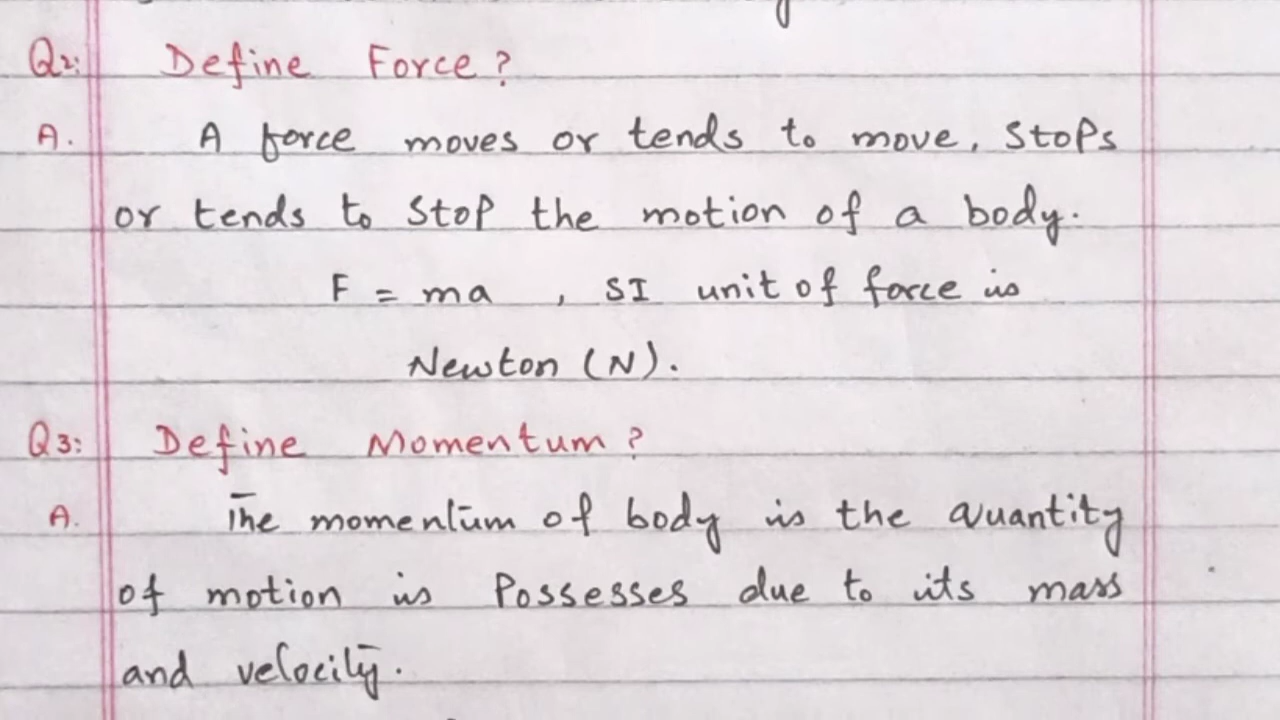 Q2: Define Force?
A. A force moves or tends to move, stops
or tends to stop the motion of a body.
F = ma , SI unit of force is
Newton (N).
Q3: Define Momentum?
A. The momentum of body is the quantity
of motion is Possesses due to its mass
and velocity.